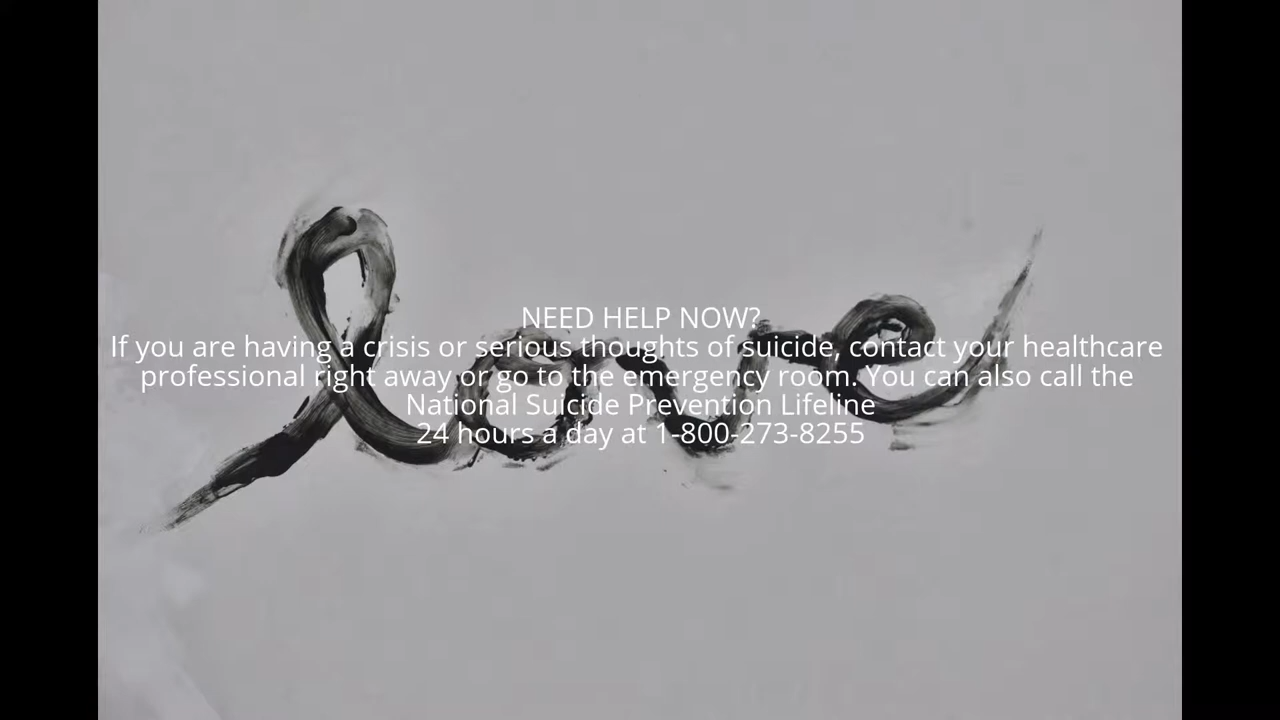 love
NEED HELP NOW?
If you are having a crisis or serious thoughts of suicide, contact your healthcare
professional right away or go to the emergency room. You can also call the
National Suicide Prevention Lifeline
24 hours a day at 1-800-273-8255